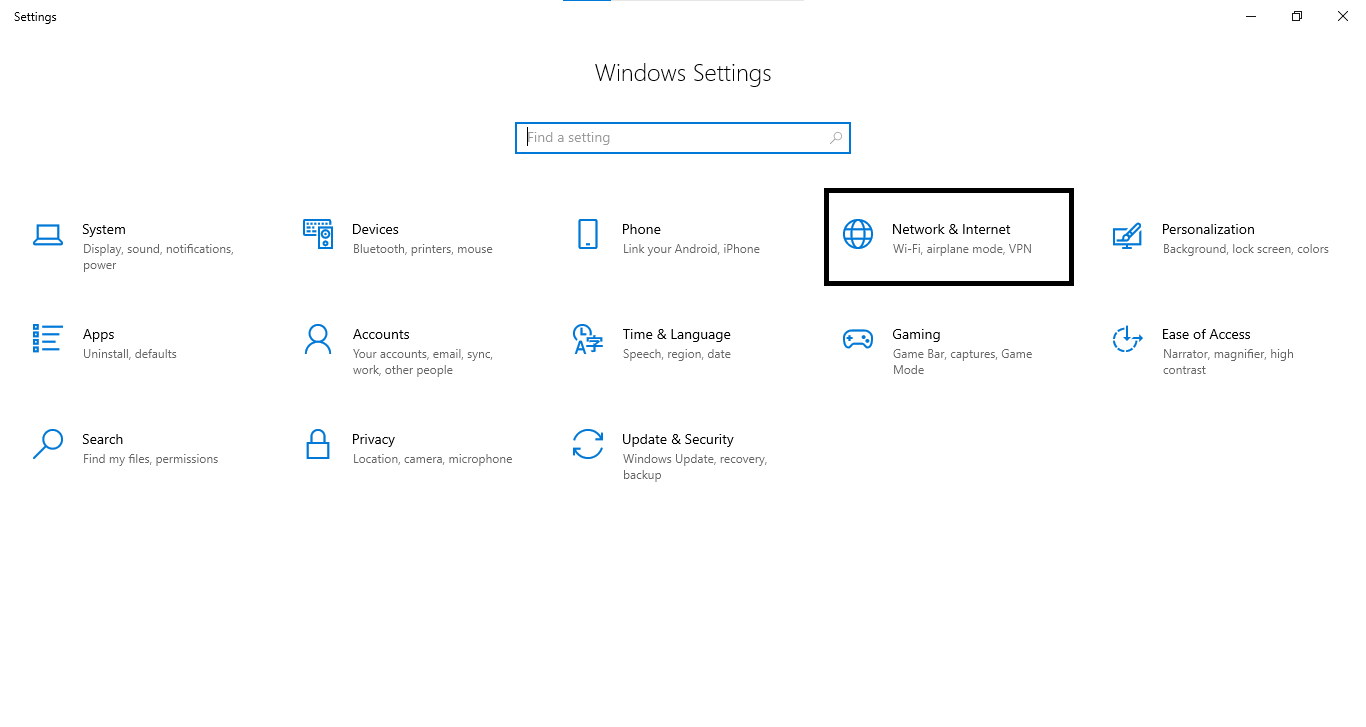 Settings
Windows Settings
Find a setting
System
Display, sound, notifications,
power
Devices
Bluetooth, printers, mouse
Phone
Link your Android, iPhone
Network & Internet
Wi-Fi, airplane mode, VPN
Personalization
Background, lock screen, colors
Apps
Uninstall, defaults
Accounts
Your accounts, email, sync,
work, other people
Time & Language
Speech, region, date
Gaming
Game Bar, captures, Game
Mode
Ease of Access
Narrator, magnifier, high
contrast
Search
Find my files, permissions
Privacy
Location, camera, microphone
Update & Security
Windows Update, recovery,
backup